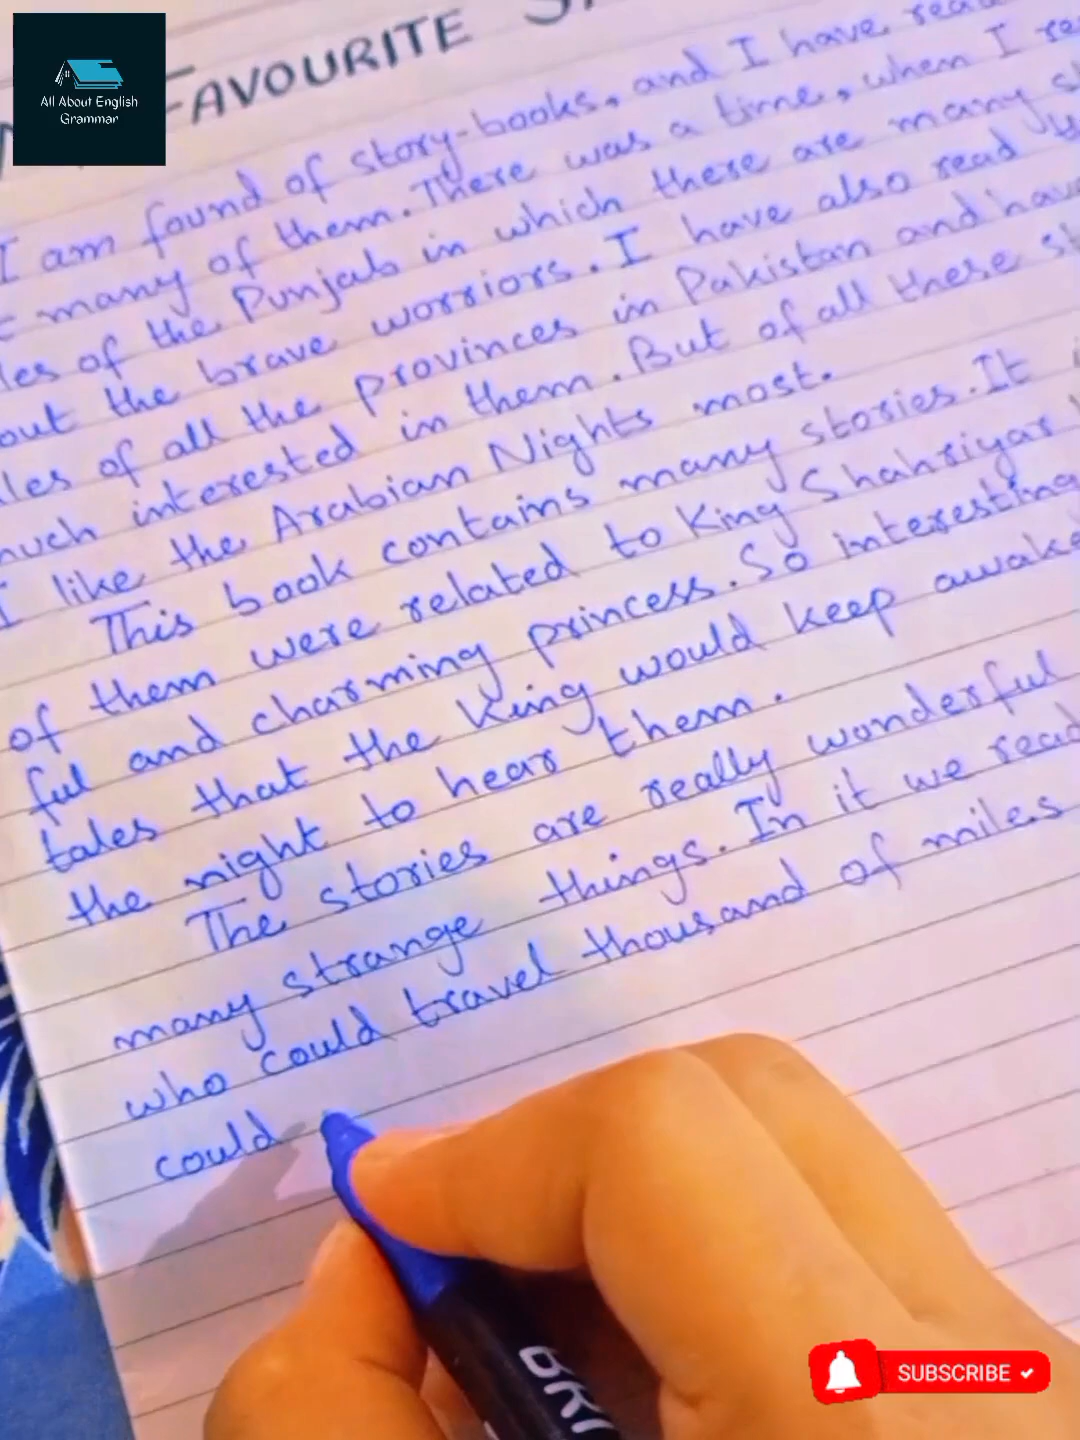 All About English
Grammar
FAVOURITE
I am found of story-books, and I have read
many of them. There was a time, when I
of the Punjab in which there are many
the brave worriors. I have also read
of all the provinces in Pakistan and have
interested in them. But of all these
I like the Arabian Nights most.
This book contains many stories. It
of them were related to King Shahriyar
ful and charming princess. So interesting
tales that the King would keep awake
the night to hear them.
The stories are really wonderful
many strange things. In it we read
who could travel thousand of miles
could
BRI
SUBSCRIBE